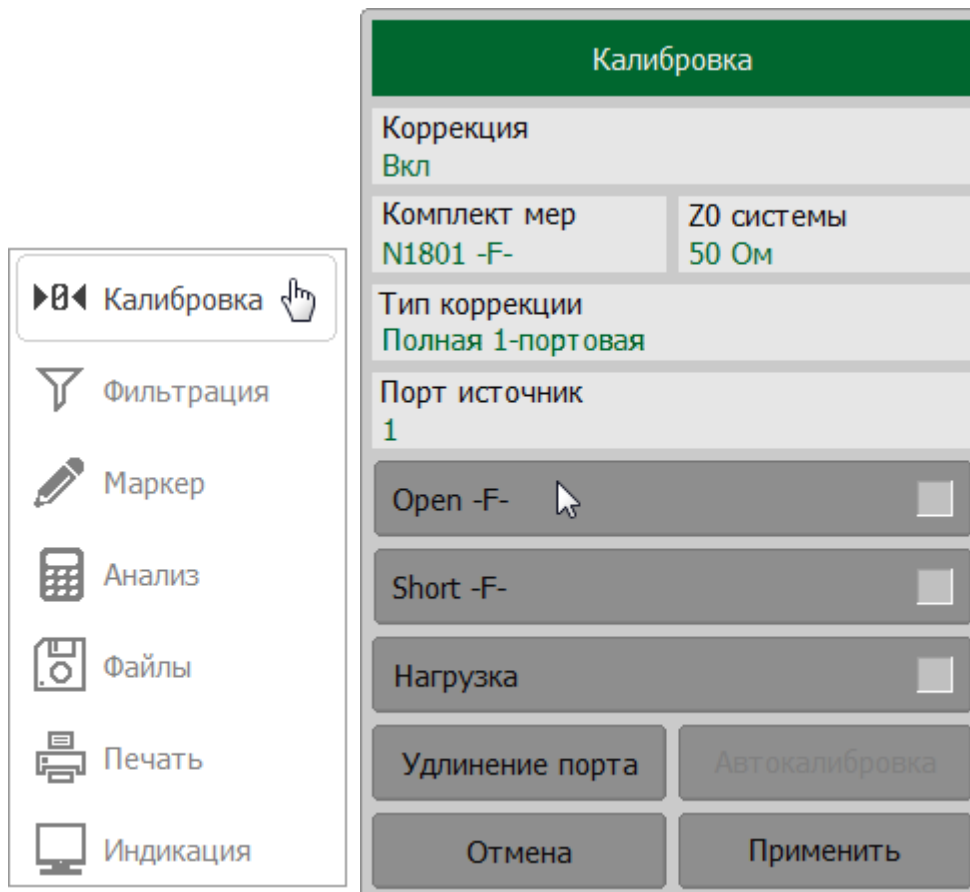 Калибровка
Фильтрация
Маркер
Анализ
Файлы
Печать
Индикация
Калибровка
Коррекция
Вкл
Комплект мер
N1801 -F-
Z0 системы
50 Ом
Тип коррекции
Полная 1-портовая
Порт источник
1
Open -F-
Short -F-
Нагрузка
Удлинение порта
Автокалибровка
Отмена
Применить